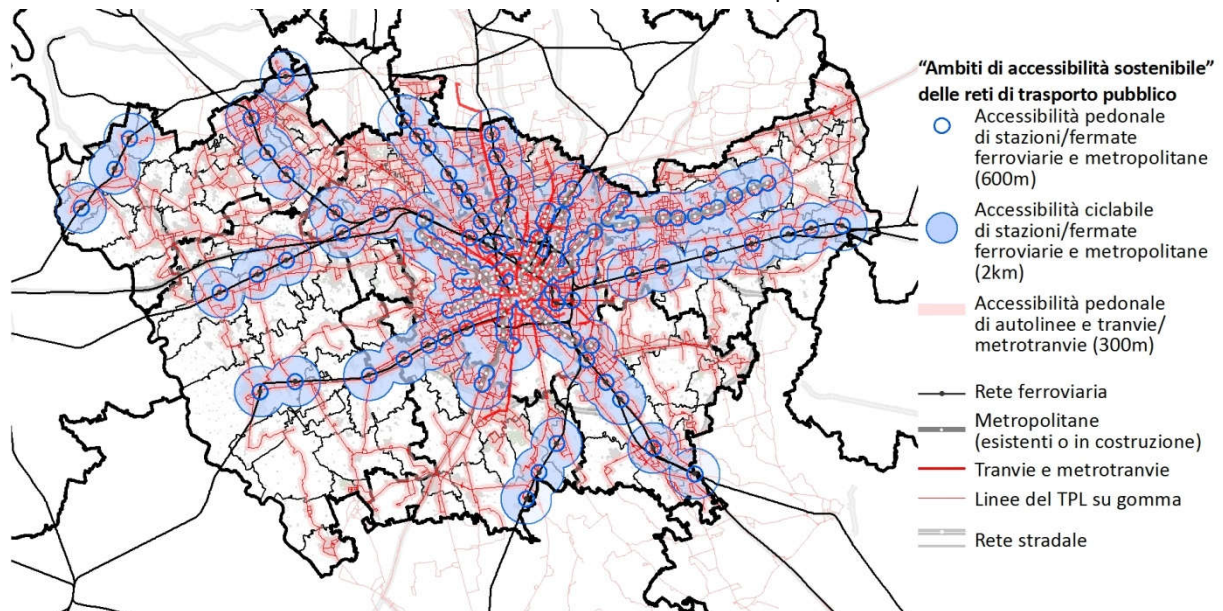 “Ambiti di accessibilità sostenibile”
delle reti di trasporto pubblico
Accessibilità pedonale
di stazioni/fermate
ferroviarie e metropolitane
(600m)
Accessibilità ciclabile
di stazioni/fermate
ferroviarie e metropolitane
(2km)
Accessibilità pedonale
di autolinee e tranvie/
metrotranvie (300m)
Rete ferroviaria
Metropolitane
(esistenti o in costruzione)
Tranvie e metrotranvie
Linee del TPL su gomma
Rete stradale